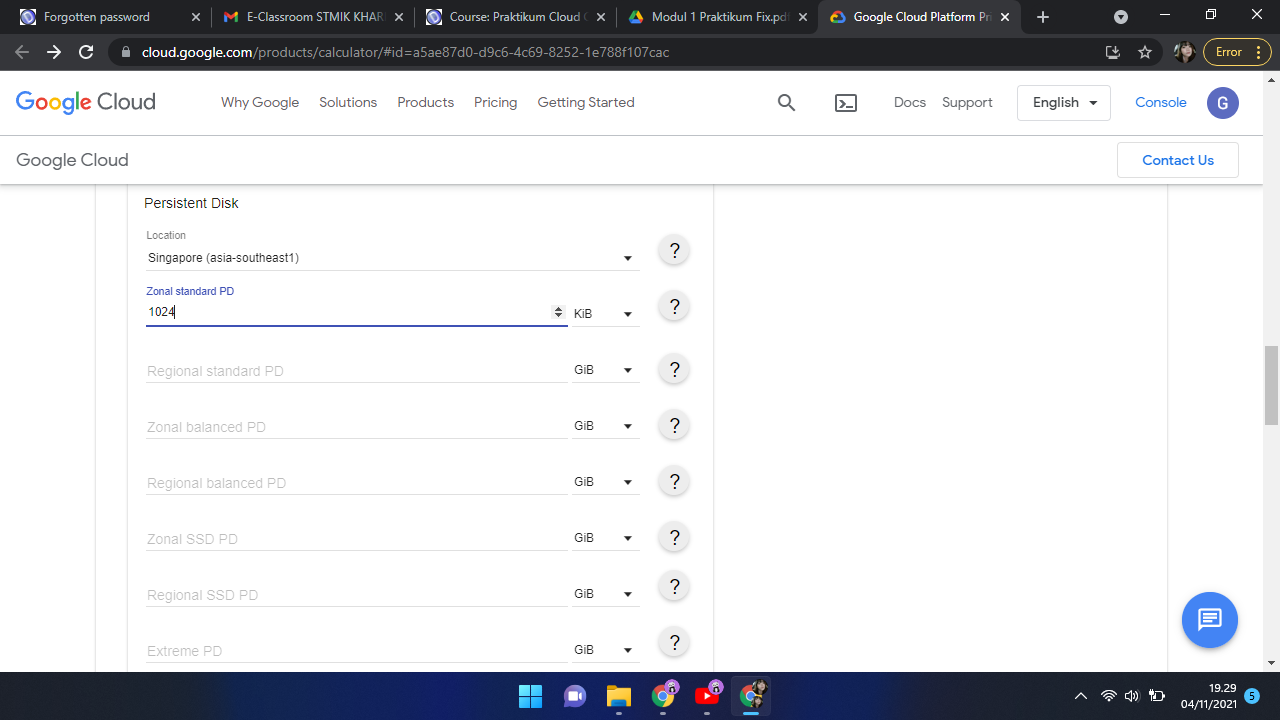 Forgotten password
E-Classroom STMIK KHAR
Course: Praktikum Cloud C
Modul 1 Praktikum Fix.pdf
Google Cloud Platform Pri
cloud.google.com/products/calculator/#id=a5ae87d0-d9c6-4c69-8252-1e788f107cac
Error
Google Cloud
Why Google
Solutions
Products
Pricing
Getting Started
Docs
Support
English
Console
G
Google Cloud
Contact Us
Persistent Disk
Location
Singapore (asia-southeast1)
?
Zonal standard PD
1024
KiB
?
Regional standard PD
GiB
?
Zonal balanced PD
GiB
?
Regional balanced PD
GiB
?
Zonal SSD PD
GiB
?
Regional SSD PD
GiB
?
Extreme PD
GiB
?
19.29
04/11/2021
5